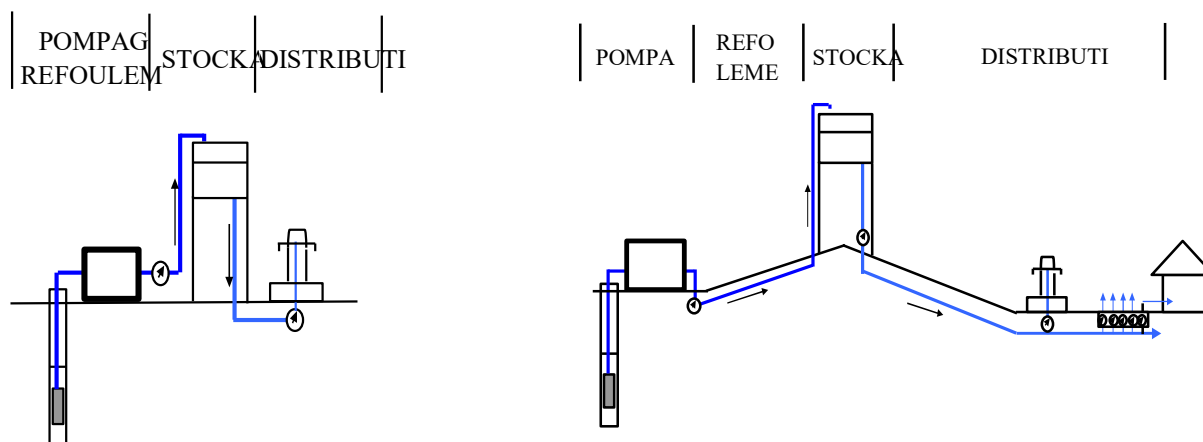 POMPAG
REFOULEM
STOCKA
DISTRIBUTI
POMPA
REFO
LEME
STOCKA
DISTRIBUTI